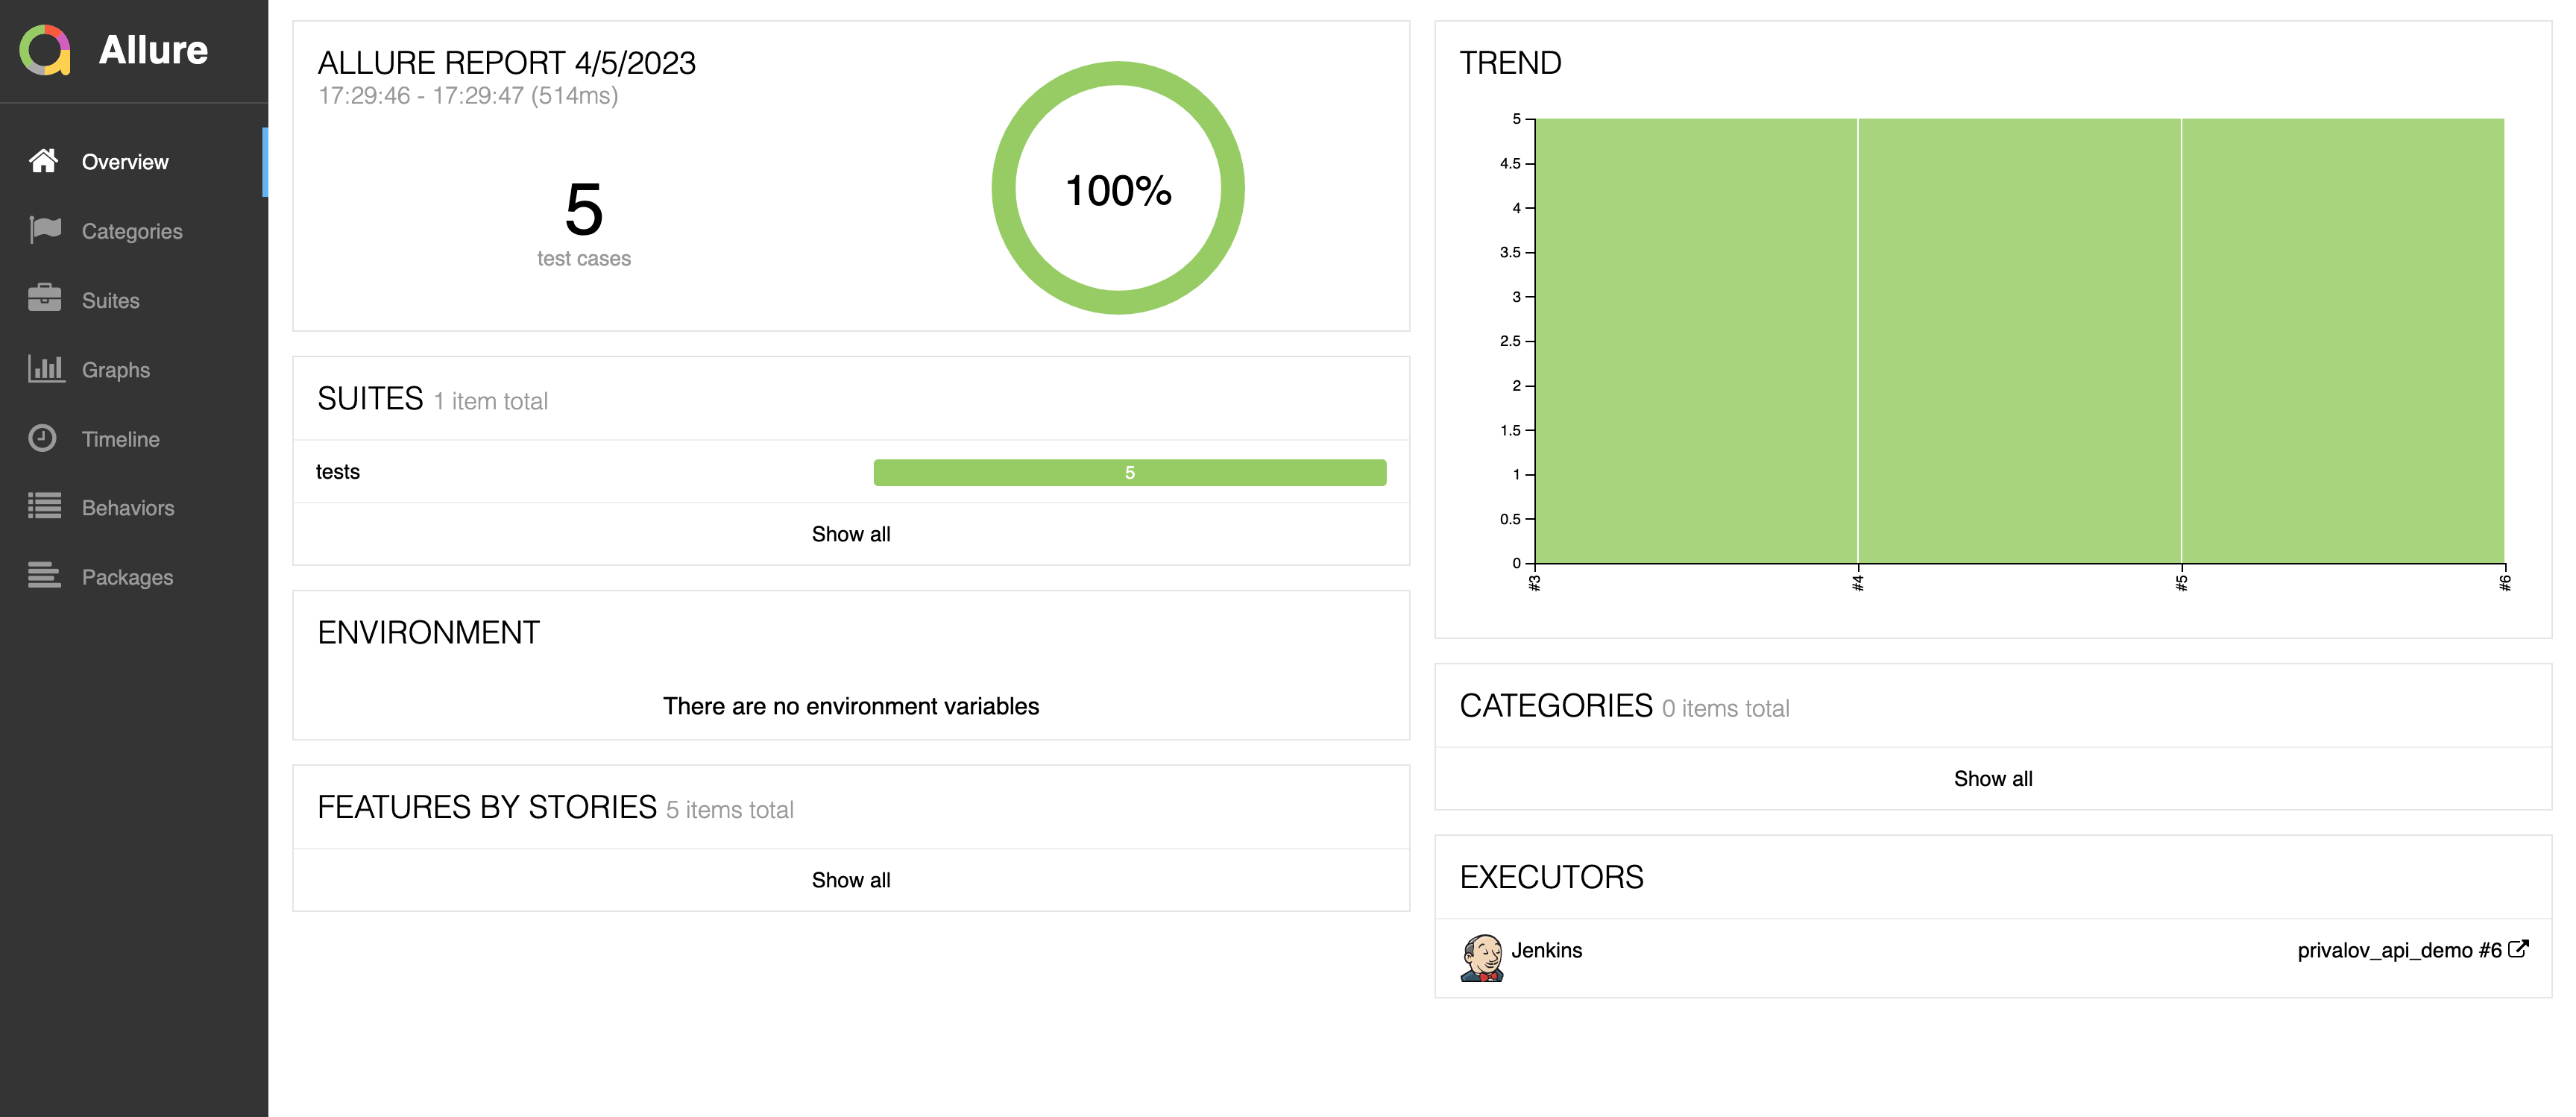 Allure
Overview
Categories
Suites
Graphs
Timeline
Behaviors
Packages
ALLURE REPORT 4/5/2023
17:29:46 - 17:29:47 (514ms)
5
test cases
100%
SUITES 1 item total
tests
5
Show all
ENVIRONMENT
There are no environment variables
FEATURES BY STORIES 5 items total
Show all
TREND
5
4.5
4
3.5
3
2.5
2
1.5
1
0.5
0
#3
#4
#5
#6
CATEGORIES 0 items total
Show all
EXECUTORS
Jenkins
privalov_api_demo #6